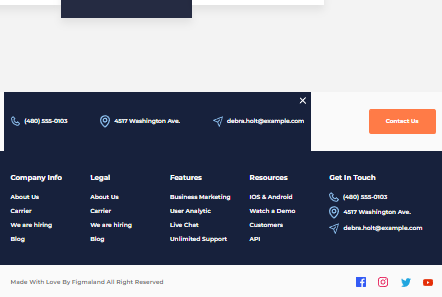 (480) 555-0103 4517 Washington Ave. debra.holt@example.com
Contact Us
Company Info Legal Features Resources Get In Touch
About Us About Us Business Marketing IOS & Android (480) 555-0103
Carrier Carrier User Analytic Watch a Demo 4517 Washington Ave.
We are hiring We are hiring Live Chat Customers debra.holt@example.com
Blog Blog Unlimited Support API
Made With Love By Figmaland All Right Reserved